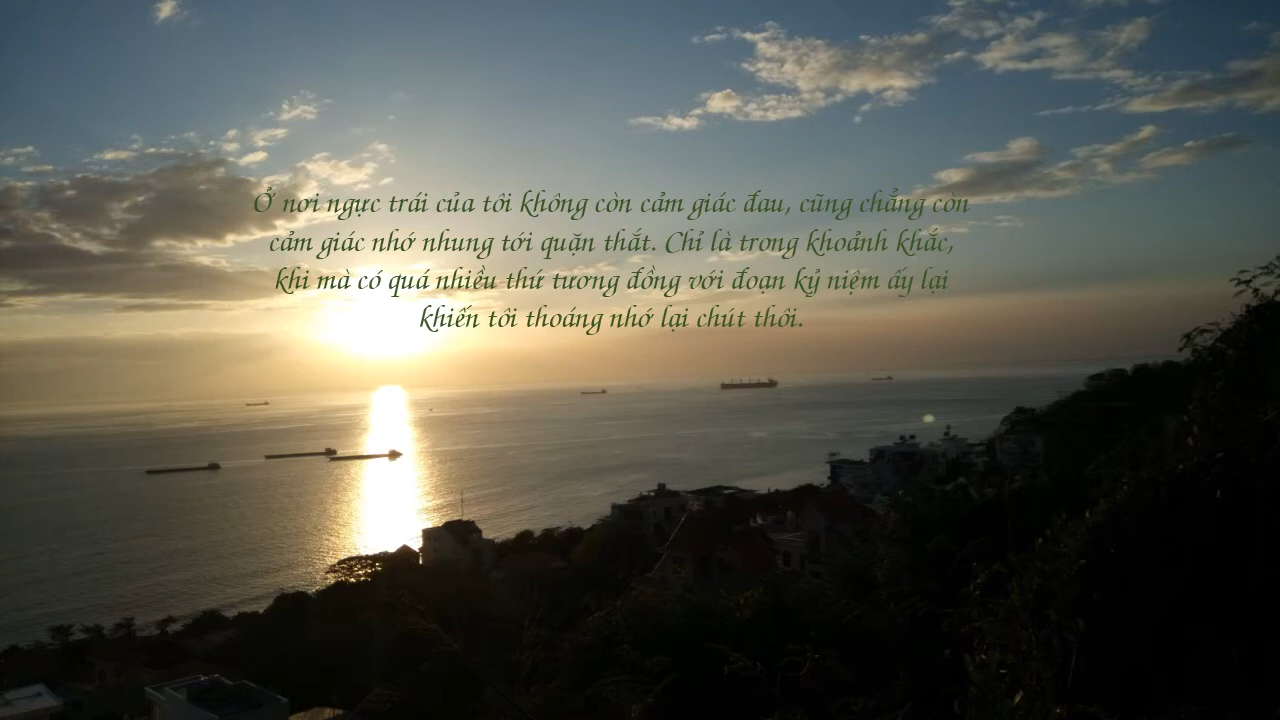 Ở nơi ngực trái của tôi không còn cảm giác đau, cũng chẳng còn
cảm giác nhớ nhung tới quặn thắt. Chỉ là trong khoảnh khắc,
khi mà có quá nhiều thứ tương đồng với đoạn kỷ niệm ấy lại
khiến tôi thoáng nhớ lại chút thôi.